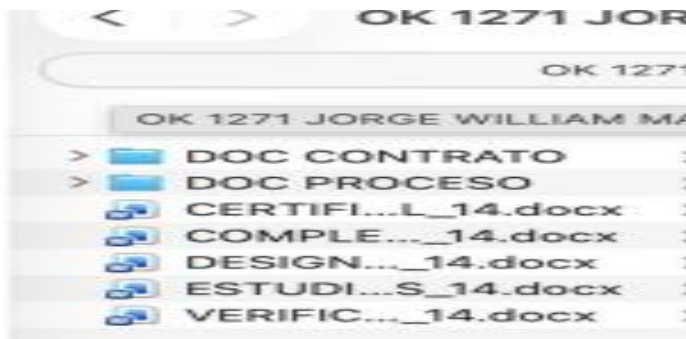 OK 1271 JOR
OK 1271
OK 1271 JORGE WILLIAM MA
DOC CONTRATO
DOC PROCESO
CERTIFI...L_14.docx
COMPLE..._14.docx
DESIGN..._14.docx
ESTUDI...S_14.docx
VERIFIC..._14.docx